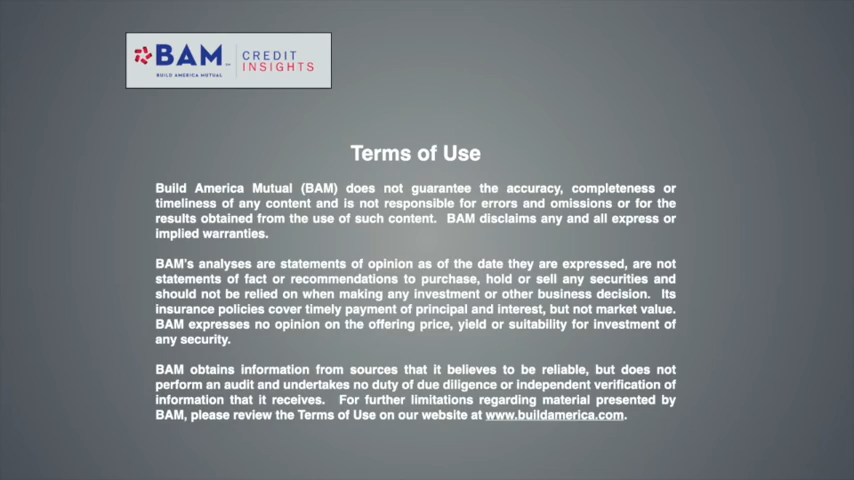 BAM
BUILD AMERICA MUTUAL
CREDIT
INSIGHTS
Terms of Use
Build America Mutual (BAM) does not guarantee the accuracy, completeness or
timeliness of any content and is not responsible for errors and omissions or for the
results obtained from the use of such content. BAM disclaims any and all express or
implied warranties.
BAM's analyses are statements of opinion as of the date they are expressed, are not
statements of fact or recommendations to purchase, hold or sell any securities and
should not be relied on when making any investment or other business decision. Its
insurance policies cover timely payment of principal and interest, but not market value.
BAM expresses no opinion on the offering price, yield or suitability for investment of
any security.
BAM obtains information from sources that it believes to be reliable, but does not
perform an audit and undertakes no duty of due diligence or independent verification of
information that it receives. For further limitations regarding material presented by
BAM, please review the Terms of Use on our website at www.buildamerica.com.